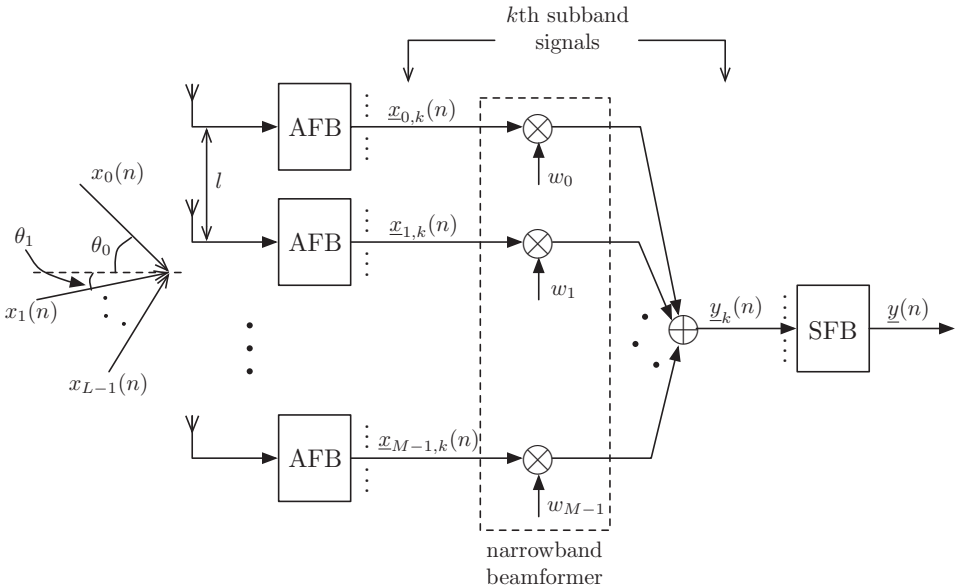 kth subband
signals
AFB
x_{0,k}(n)
w_0
x_0(n)
l
θ_1
θ_0
AFB
x_{1,k}(n)
w_1
x_1(n)
x_{L−1}(n)
y_k(n)
SFB
y(n)
AFB
x_{M−1,k}(n)
w_{M−1}
narrowband
beamformer